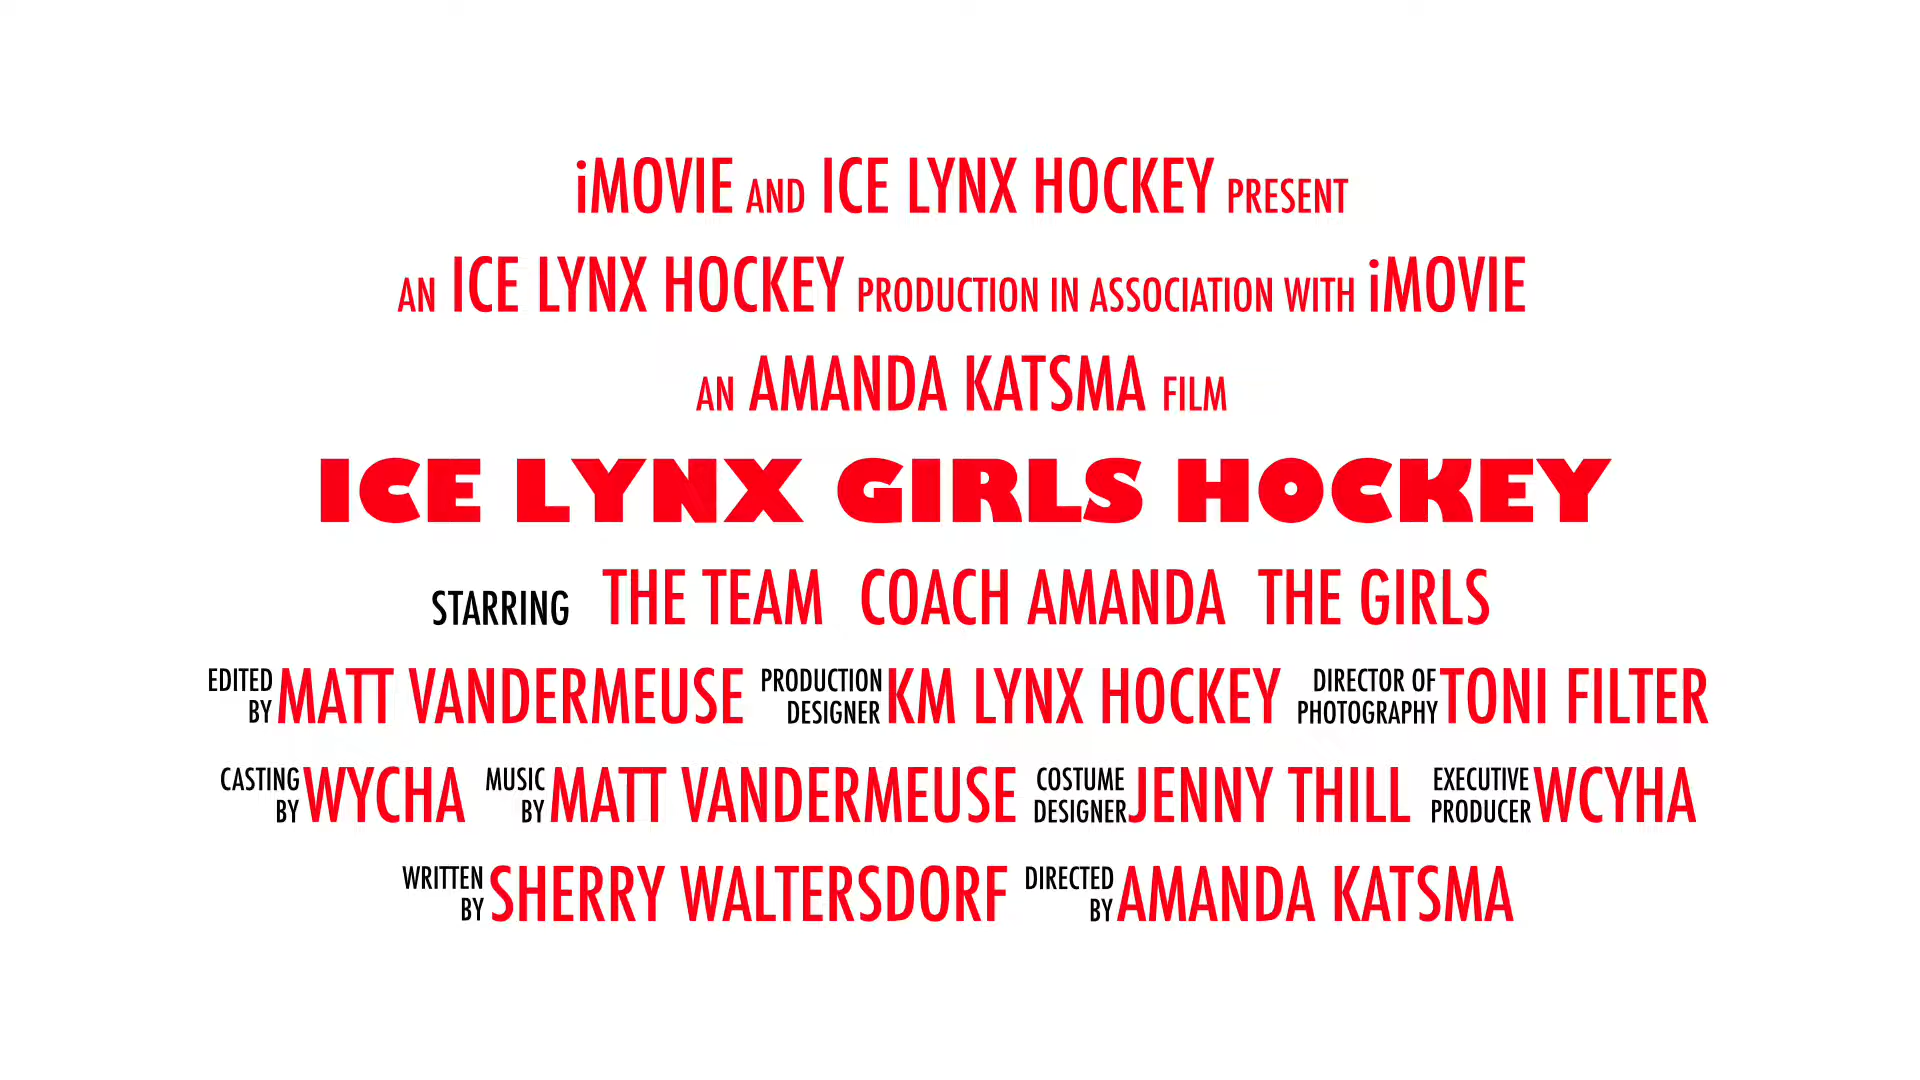 iMOVIE AND ICE LYNX HOCKEY PRESENT
AN ICE LYNX HOCKEY PRODUCTION IN ASSOCIATION WITH iMOVIE
AN AMANDA KATSMA FILM
ICE LYNX GIRLS HOCKEY
STARRING THE TEAM COACH AMANDA THE GIRLS
EDITED BY MATT VANDERMEUSE PRODUCTION DESIGNER KM LYNX HOCKEY DIRECTOR OF PHOTOGRAPHY TONI FILTER
CASTING BY WYCHA MUSIC BY MATT VANDERMEUSE COSTUME DESIGNER JENNY THILL EXECUTIVE PRODUCER WCYHA
WRITTEN BY SHERRY WALTERSDORF DIRECTED BY AMANDA KATSMA